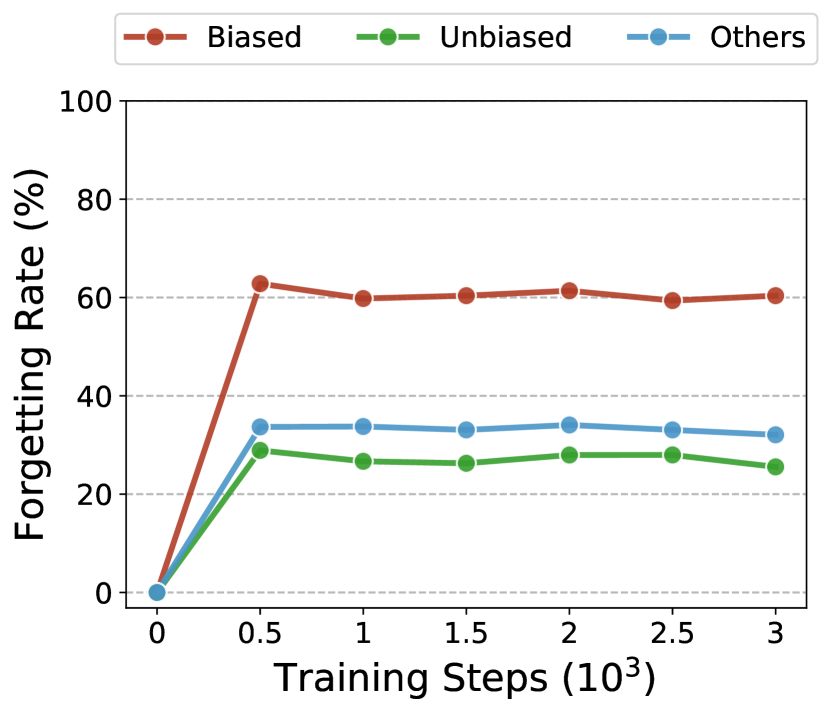 Biased Unbiased Others
100
80
60
40
20
0
Forgetting Rate (%)
0 0.5 1 1.5 2 2.5 3
Training Steps (10³)